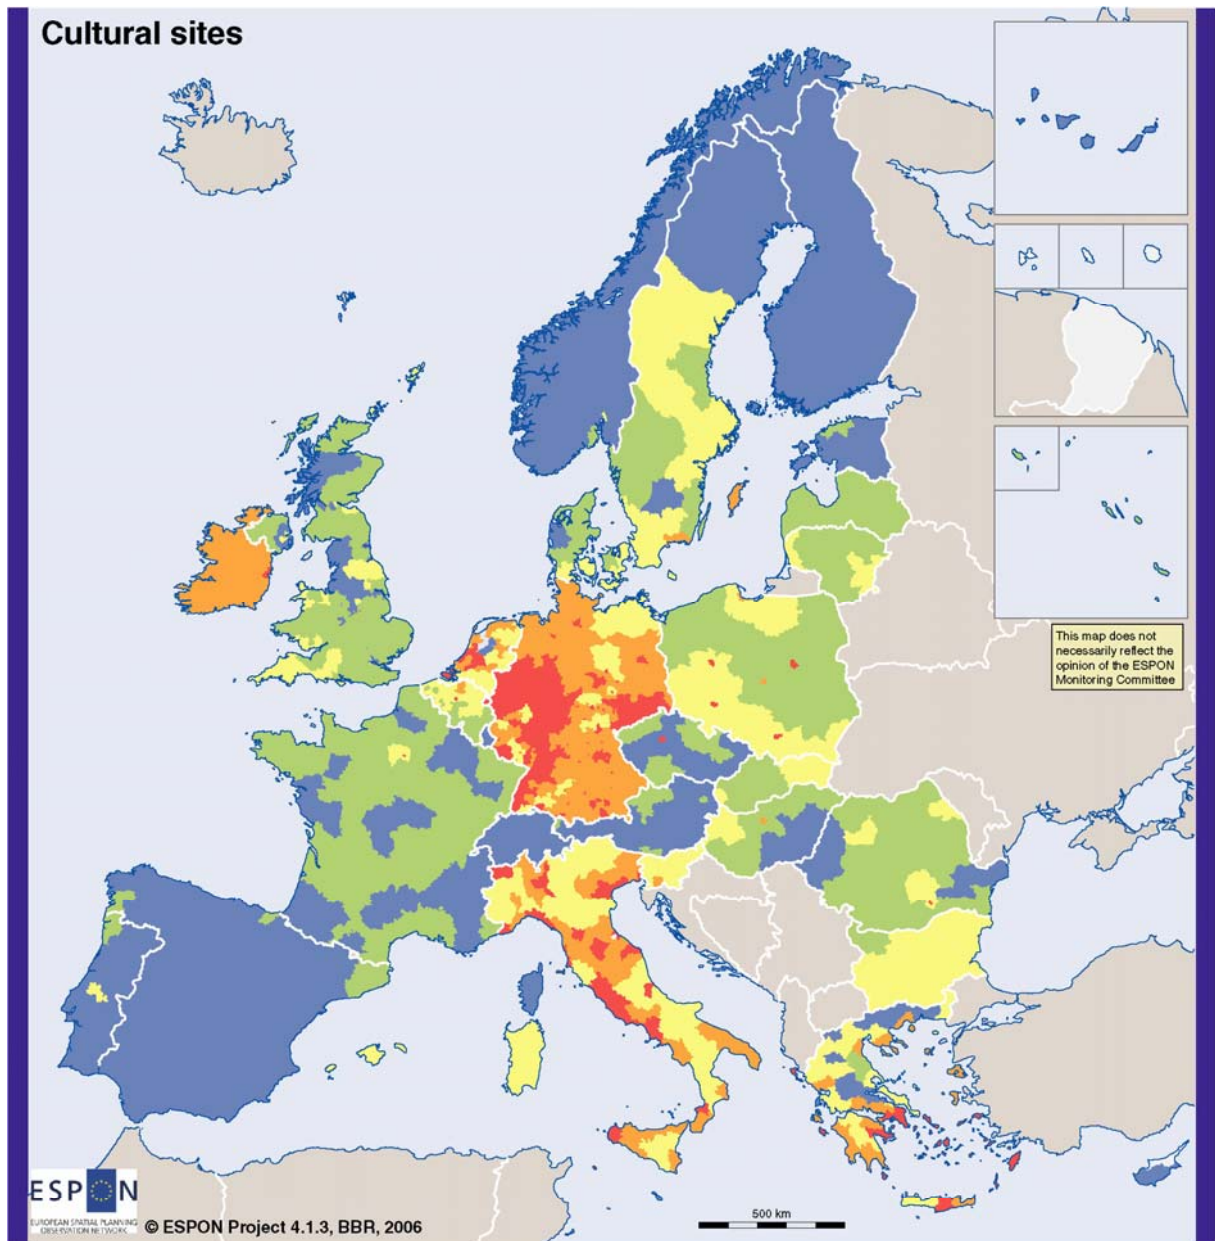 Cultural sites
This map does not
necessarily reflect the
opinion of the ESPON
Monitoring Committee
ESPON
EUROPEAN SPATIAL PLANNING
OBSERVATION NETWORK
© ESPON Project 4.1.3, BBR, 2006
500 km